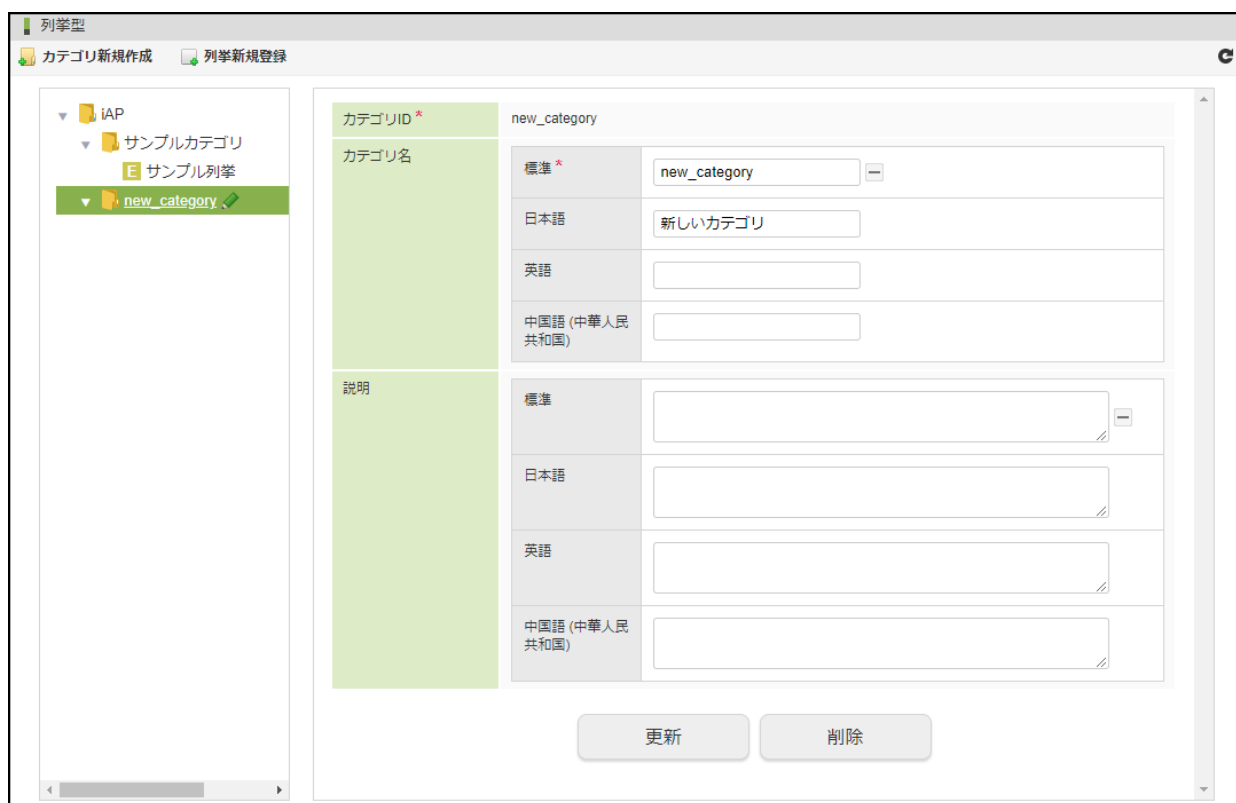 列挙型
カテゴリ新規作成 列挙新規登録
iAP
サンプルカテゴリ
E サンプル列挙
new_category
カテゴリID * new_category
カテゴリ名
標準 * new_category
日本語 新しいカテゴリ
英語
中国語 (中華人民
共和国)
説明
標準
日本語
英語
中国語 (中華人民
共和国)
更新 削除